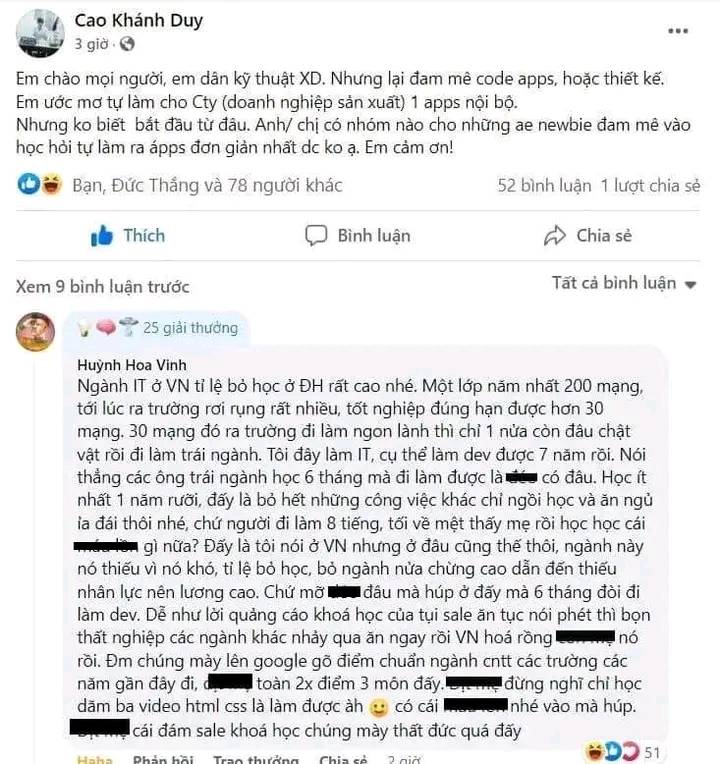 Cao Khánh Duy
3 giờ ·
Em chào mọi người, em dân kỹ thuật XD. Nhưng lại đam mê code apps, hoặc thiết kế.
Em ước mơ tự làm cho Cty (doanh nghiệp sản xuất) 1 apps nội bộ.
Nhưng ko biết bắt đầu từ đâu. Anh/ chị có nhóm nào cho những ae newbie đam mê vào
học hỏi tự làm ra ápps đơn giản nhất dc ko ạ. Em cảm ơn!
Bạn, Đức Thắng và 78 người khác
52 bình luận 1 lượt chia sẻ
Thích
Bình luận
Chia sẻ
Xem 9 bình luận trước
Tất cả bình luận
25 giải thưởng
Huỳnh Hoa Vinh
Ngành IT ở VN tỉ lệ bỏ học ở ĐH rất cao nhé. Một lớp năm nhất 200 mạng,
tới lúc ra trường rơi rụng rất nhiều, tốt nghiệp đúng hạn được hơn 30
mạng. 30 mạng đó ra trường đi làm ngon lành thì chỉ 1 nửa còn đâu chật
vật rồi đi làm trái ngành. Tôi đây làm IT, cụ thể làm dev được 7 năm rồi. Nói
thẳng các ông trái ngành học 6 tháng mà đi làm được là có đâu. Học ít
nhất 1 năm rưỡi, đấy là bỏ hết những công việc khác chỉ ngồi học và ăn ngủ
ỉa đái thôi nhé, chứ người đi làm 8 tiếng, tối về mệt thấy mẹ rồi học học cái
gì nữa? Đấy là tôi nói ở VN nhưng ở đâu cũng thế thôi, ngành này
nó thiếu vì nó khó, tỉ lệ bỏ học, bỏ ngành nửa chừng cao dẫn đến thiếu
nhân lực nên lương cao. Chứ mỡ đâu mà húp ở đấy mà 6 tháng đòi đi
làm dev. Dễ như lời quảng cáo khoá học của tụi sale ăn tục nói phét thì bọn
thất nghiệp các ngành khác nhảy qua ăn ngay rồi VN hoá rồng nó
rồi. Đm chúng mày lên google gõ điểm chuẩn ngành cntt các trường các
năm gần đây đi, toàn 2x điểm 3 môn đấy. đừng nghĩ chỉ học
dăm ba video html css là làm được àh có cái nhé vào mà húp.
cái đám sale khoá học chúng mày thất đức quá đấy
51
Haha Phản hồi Trao thưởng Chia sẻ 2 giờ